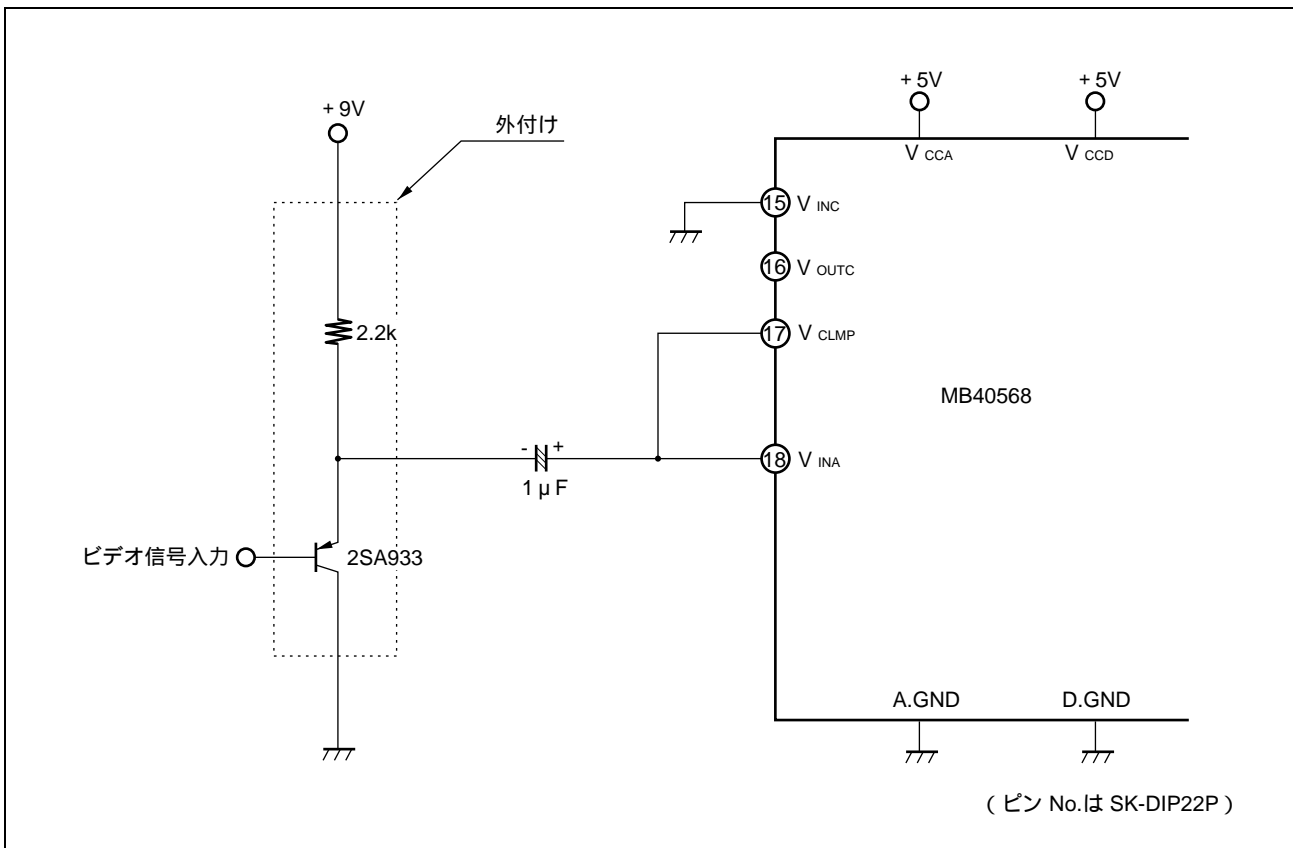 + 9V
外付け
+ 5V
+ 5V
V CCA
V CCD
15 V INC
16 V OUTC
2.2k
17 V CLMP
MB40568
- +
18 V INA
1 μ F
ビデオ信号入力
2SA933
A.GND
D.GND
( ピン No.は SK-DIP22P )